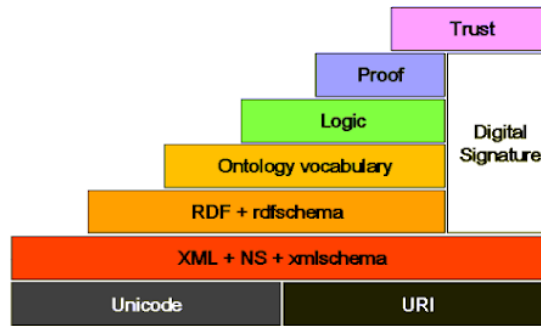 Trust
Proof
Logic
Digital
Signature
Ontology vocabulary
RDF + rdfschema
XML + NS + xmlschema
Unicode
URI